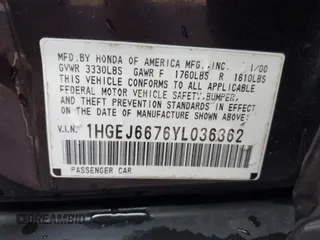 MFD.BY HONDA OF AMERICA MFG.,INC. 1/00
GVWR 3330LBS GAWR F 1760LBS R 1610LBS
THIS VEHICLE CONFORMS TO ALL APPLICABLE
FEDERAL MOTOR VEHICLE SAFETY,BUMPER,
AND THEFT PREVENTION STANDARDS IN EFFECT
ON THE DATE OF MANUFACTURE SHOWN ABOVE.
V.I.N. 1HGEJ6676YL036362
PASSENGER CAR
DREAMBID